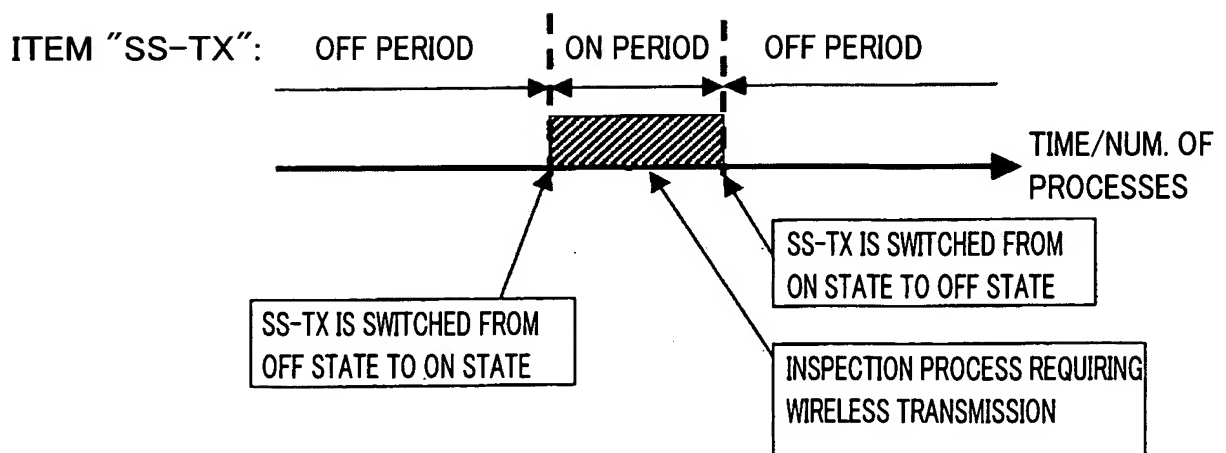 ITEM "SS-TX": OFF PERIOD ON PERIOD OFF PERIOD
TIME/NUM. OF
PROCESSES
SS-TX IS SWITCHED FROM
ON STATE TO OFF STATE
SS-TX IS SWITCHED FROM
OFF STATE TO ON STATE
INSPECTION PROCESS REQUIRING
WIRELESS TRANSMISSION